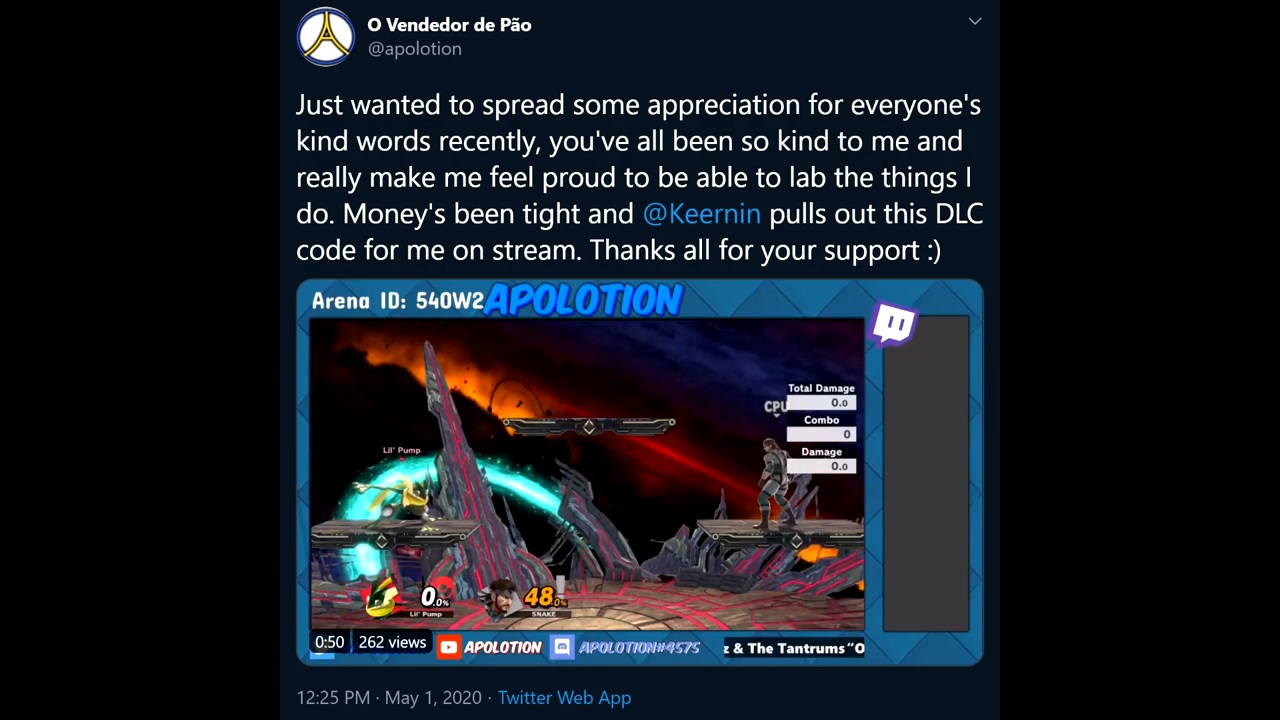 O Vendedor de Pão
@apolotion
Just wanted to spread some appreciation for everyone's
kind words recently, you've all been so kind to me and
really make me feel proud to be able to lab the things I
do. Money's been tight and @Keernin pulls out this DLC
code for me on stream. Thanks all for your support :)
Arena ID: 540W2
APOLOTION
Total Damage
0.0
CPU
Combo
0
Damage
0.0
Lil' Pump
0.0%
Lil' Pump
48.0%
SNAKE
0:50 262 views
APOLOTION
APOLOTION#4575
z & The Tantrums "O
12:25 PM · May 1, 2020 · Twitter Web App